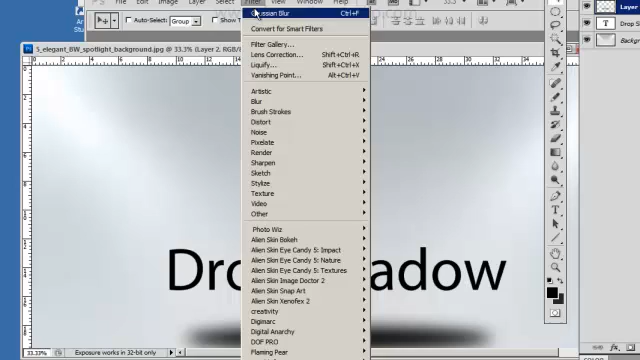 PS File Edit Image Layer Select Filter View Window Help
Gaussian Blur Ctrl+F
Auto-Select: Group
Convert for Smart Filters
Filter Gallery...
Lens Correction... Shift+Ctrl+R
Liquify... Shift+Ctrl+X
Vanishing Point... Alt+Ctrl+V
5_elegant_BW_spotlight_background.jpg @ 33.3% (Layer 2, RGB/
Artistic
Blur
Brush Strokes
Distort
Noise
Pixelate
Render
Sharpen
Sketch
Stylize
Texture
Video
Other
Photo Wiz
Alien Skin Bokeh
Alien Skin Eye Candy 5: Impact
Alien Skin Eye Candy 5: Nature
Alien Skin Eye Candy 5: Textures
Alien Skin Image Doctor 2
Alien Skin Snap Art
Alien Skin Xenofex 2
creativity
Digimarc
Digital Anarchy
DOF PRO
Flaming Pear
Dro adow
33.33% Exposure works in 32-bit only
Layer
T Drop S
Backgr
fx